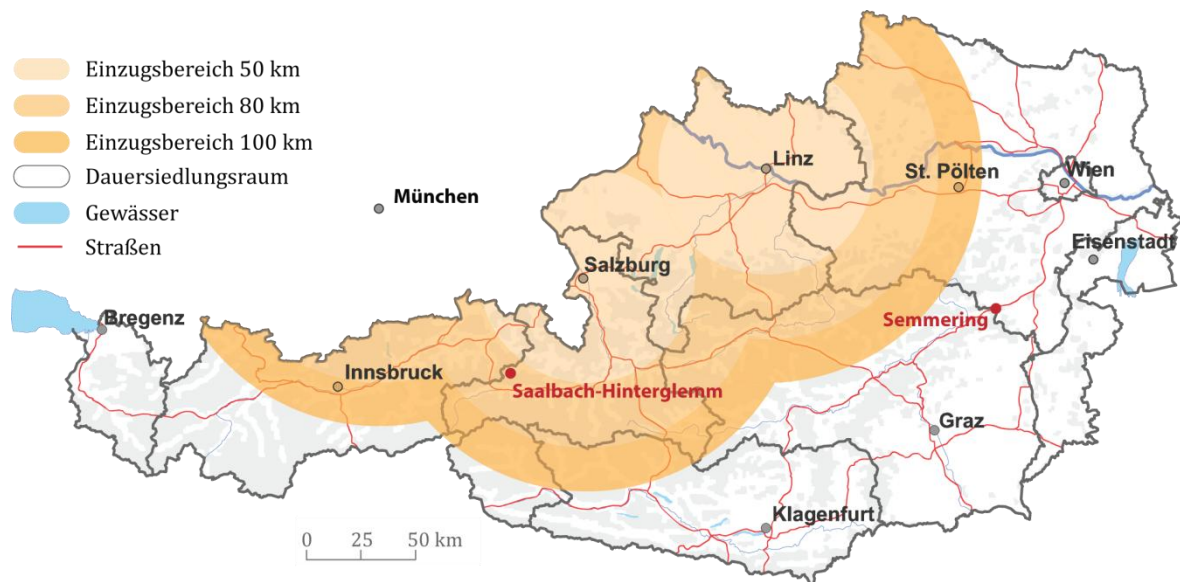 Einzugsbereich 50 km
Einzugsbereich 80 km
Einzugsbereich 100 km
Dauersiedlungsraum
Gewässer
Straßen
München
Linz
St. Pölten
Wien
Eisenstadt
Salzburg
Bregenz
Semmering
Innsbruck
Saalbach-Hinterglemm
Graz
Klagenfurt
0 25 50 km